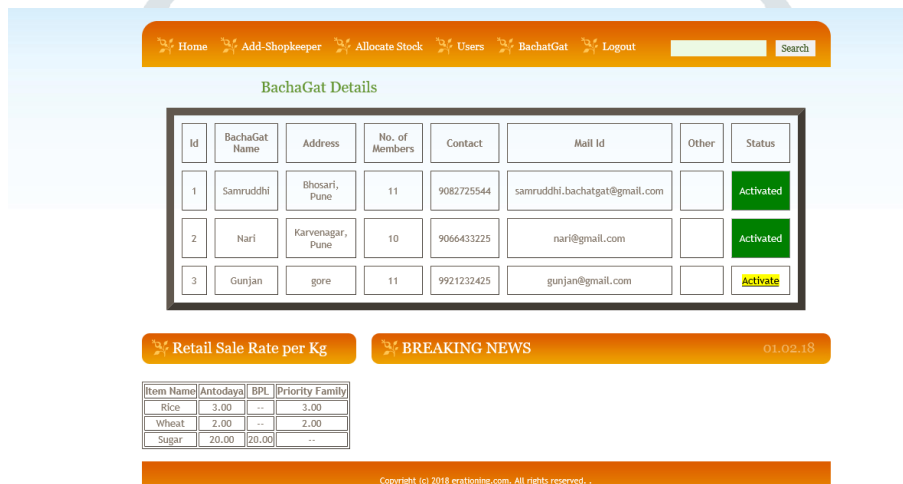 Home Add-Shopkeeper Allocate Stock Users BachatGat Logout Search
BachaGat Details
Id BachaGat Name Address No. of Members Contact Mail Id Other Status
1 Samruddhi Bhosari, Pune 11 9082725544 samruddhi.bachatgat@gmail.com Activated
2 Nari Karvenagar, Pune 10 9066433225 nari@gmail.com Activated
3 Gunjan gore 11 9921232425 gunjan@gmail.com Activate
Retail Sale Rate per Kg
BREAKING NEWS 01.02.18
Item Name Antodaya BPL Priority Family
Rice 3.00 -- 3.00
Wheat 2.00 -- 2.00
Sugar 20.00 20.00 --
Copyright (c) 2018 erationing.com. All rights reserved. .